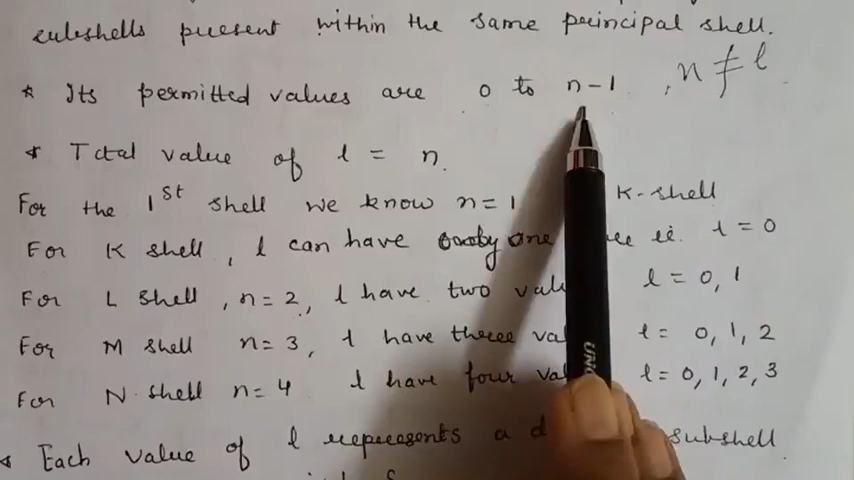 subshells present within the same principal shell.
* Its permitted values are 0 to n-1 , n ≠ l
* Total value of l = n.
For the 1st shell we know n=1 K-shell
For K shell, l can have only one ie. l = 0
For L shell, n=2, l have two l = 0, 1
For M shell n=3, l have three l = 0, 1, 2
For N shell n=4 l have four l = 0, 1, 2, 3
* Each value of l represents a subshell.
UN